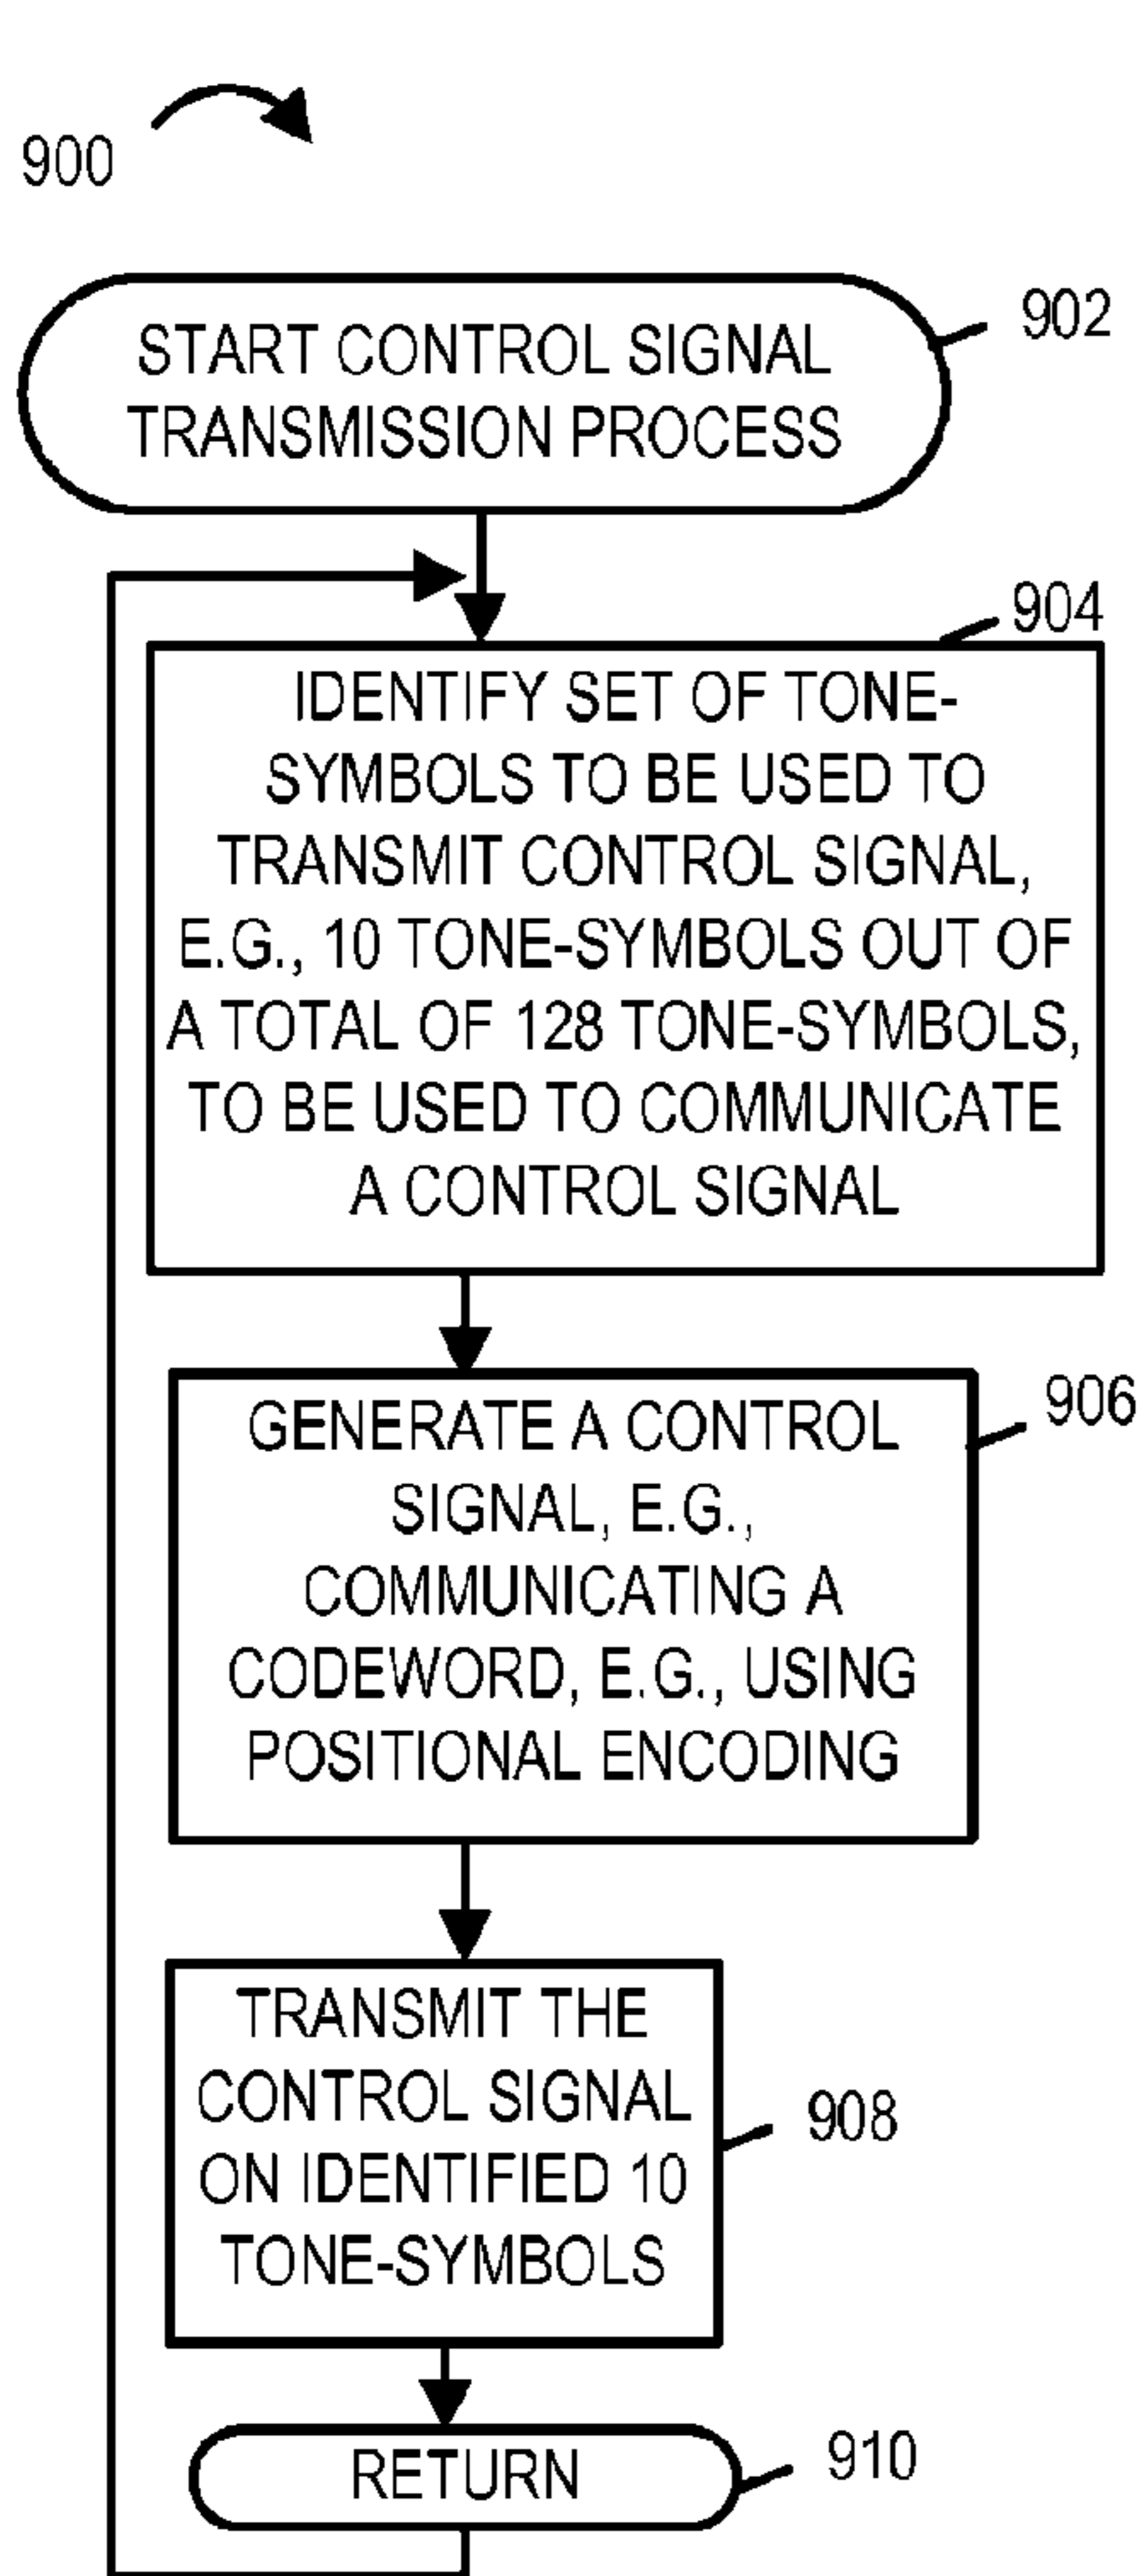 900
START CONTROL SIGNAL
TRANSMISSION PROCESS
902
904
IDENTIFY SET OF TONE-
SYMBOLS TO BE USED TO
TRANSMIT CONTROL SIGNAL,
E.G., 10 TONE-SYMBOLS OUT OF
A TOTAL OF 128 TONE-SYMBOLS,
TO BE USED TO COMMUNICATE
A CONTROL SIGNAL
906
GENERATE A CONTROL
SIGNAL, E.G.,
COMMUNICATING A
CODEWORD, E.G., USING
POSITIONAL ENCODING
TRANSMIT THE
CONTROL SIGNAL
ON IDENTIFIED 10
TONE-SYMBOLS
908
RETURN
910